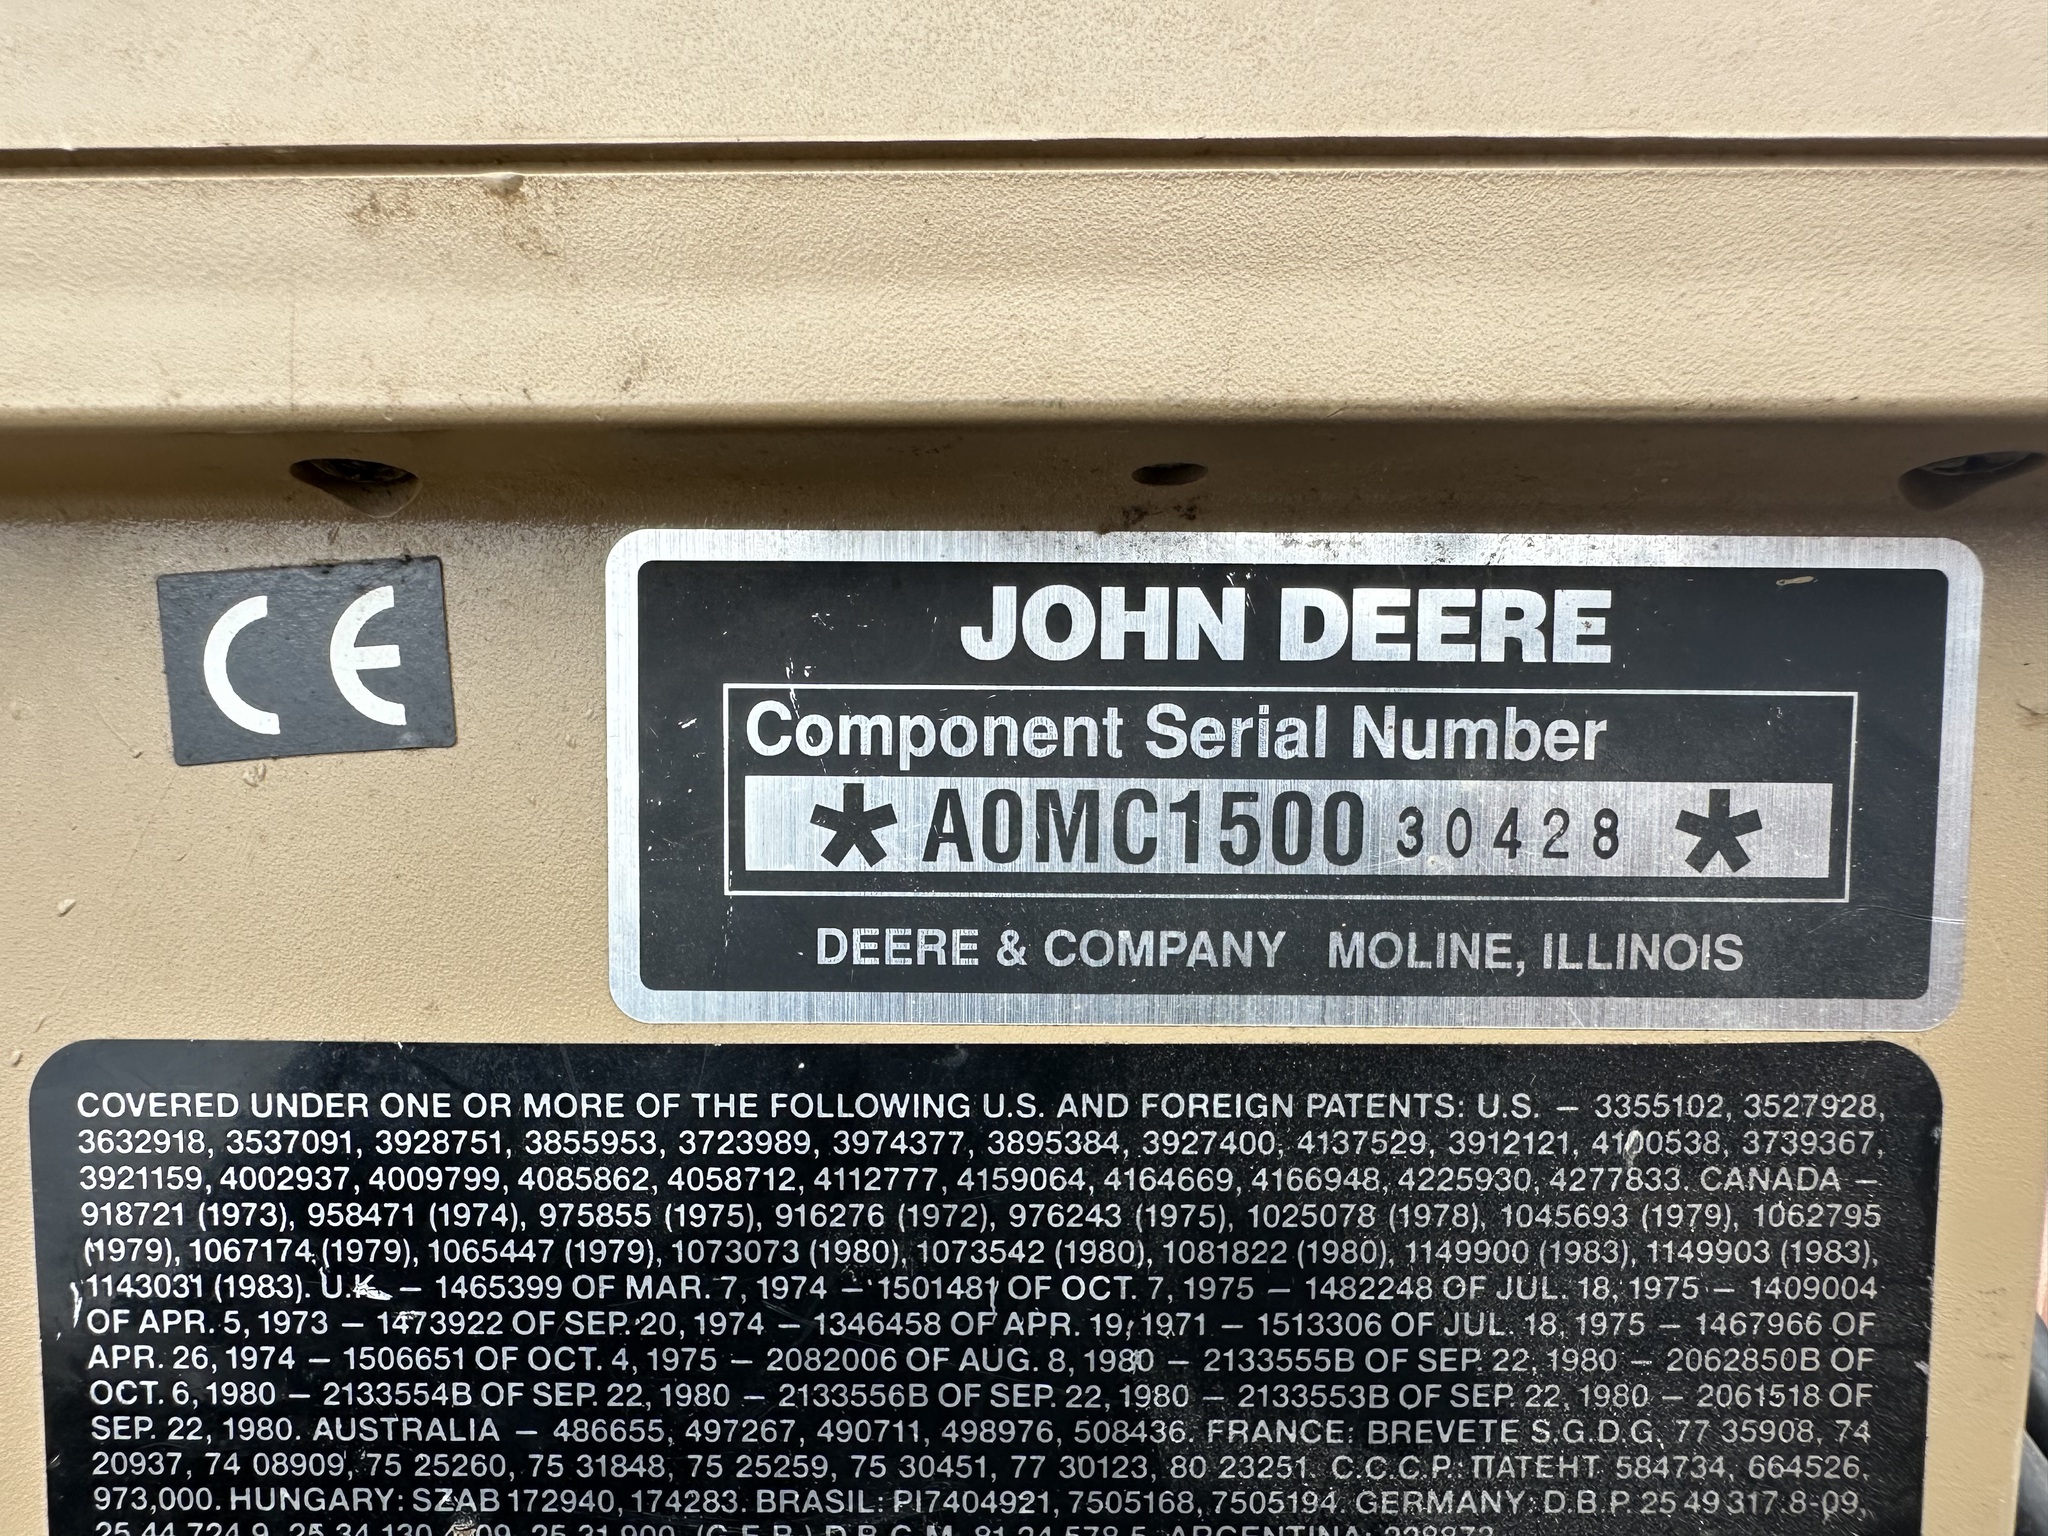 CE
JOHN DEERE
Component Serial Number
*A0MC150030428*
DEERE & COMPANY MOLINE, ILLINOIS
COVERED UNDER ONE OR MORE OF THE FOLLOWING U.S. AND FOREIGN PATENTS: U.S. — 3355102, 3527928,
3632918, 3537091, 3928751, 3855953, 3723989, 3974377, 3895384, 3927400, 4137529, 3912121, 4100538, 3739367,
3921159, 4002937, 4009799, 4085862, 4058712, 4112777, 4159064, 4164669, 4166948, 4225930, 4277833. CANADA —
918721 (1973), 958471 (1974), 975855 (1975), 916276 (1972), 976243 (1975), 1025078 (1978), 1045693 (1979), 1062795
(1979), 1067174 (1979), 1065447 (1979), 1073073 (1980), 1073542 (1980), 1081822 (1980), 1149900 (1983), 1149903 (1983),
1143031 (1983). U.K. — 1465399 OF MAR. 7, 1974 — 1501481 OF OCT. 7, 1975 — 1482248 OF JUL. 18, 1975 — 1409004
OF APR. 5, 1973 — 1473922 OF SEP. 20, 1974 — 1346458 OF APR. 19, 1971 — 1513306 OF JUL. 18, 1975 — 1467966 OF
APR. 26, 1974 — 1506651 OF OCT. 4, 1975 — 2082006 OF AUG. 8, 1980 — 2133555B OF SEP. 22, 1980 — 2062850B OF
OCT. 6, 1980 — 2133554B OF SEP. 22, 1980 — 2133556B OF SEP. 22, 1980 — 2133553B OF SEP. 22, 1980 — 2061518 OF
SEP. 22, 1980. AUSTRALIA — 486655, 497267, 490711, 498976, 508436. FRANCE: BREVETE S.G.D.G. 77 35908, 74
20937, 74 08909, 75 25260, 75 31848, 75 25259, 75 30451, 77 30123, 80 23251. C.C.C.P.: ПАТЕНТ 584734, 664526,
973,000. HUNGARY: SZAB 172940, 174283. BRASIL: PI7404921, 7505168, 7505194. GERMANY: D.B.P. 25 49 317.8-09,